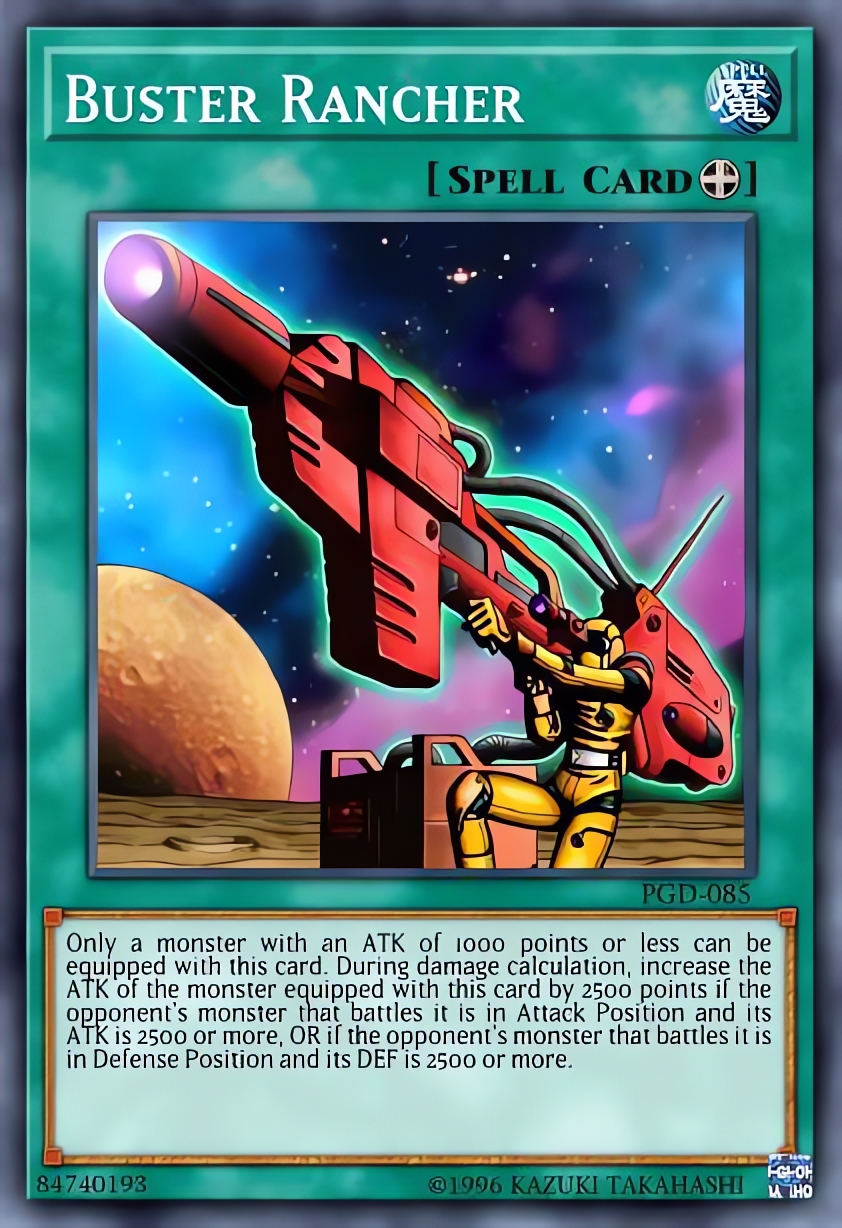 BUSTER RANCHER
魔
[SPELL CARD]
PGD-085
Only a monster with an ATK of 1000 points or less can be
equipped with this card. During damage calculation, increase the
ATK of the monster equipped with this card by 2500 points if the
opponent's monster that battles it is in Attack Position and its
ATK is 2500 or more, OR if the opponent's monster that battles it is
in Defense Position and its DEF is 2500 or more.
84740193
©1996 KAZUKI TAKAHASHI